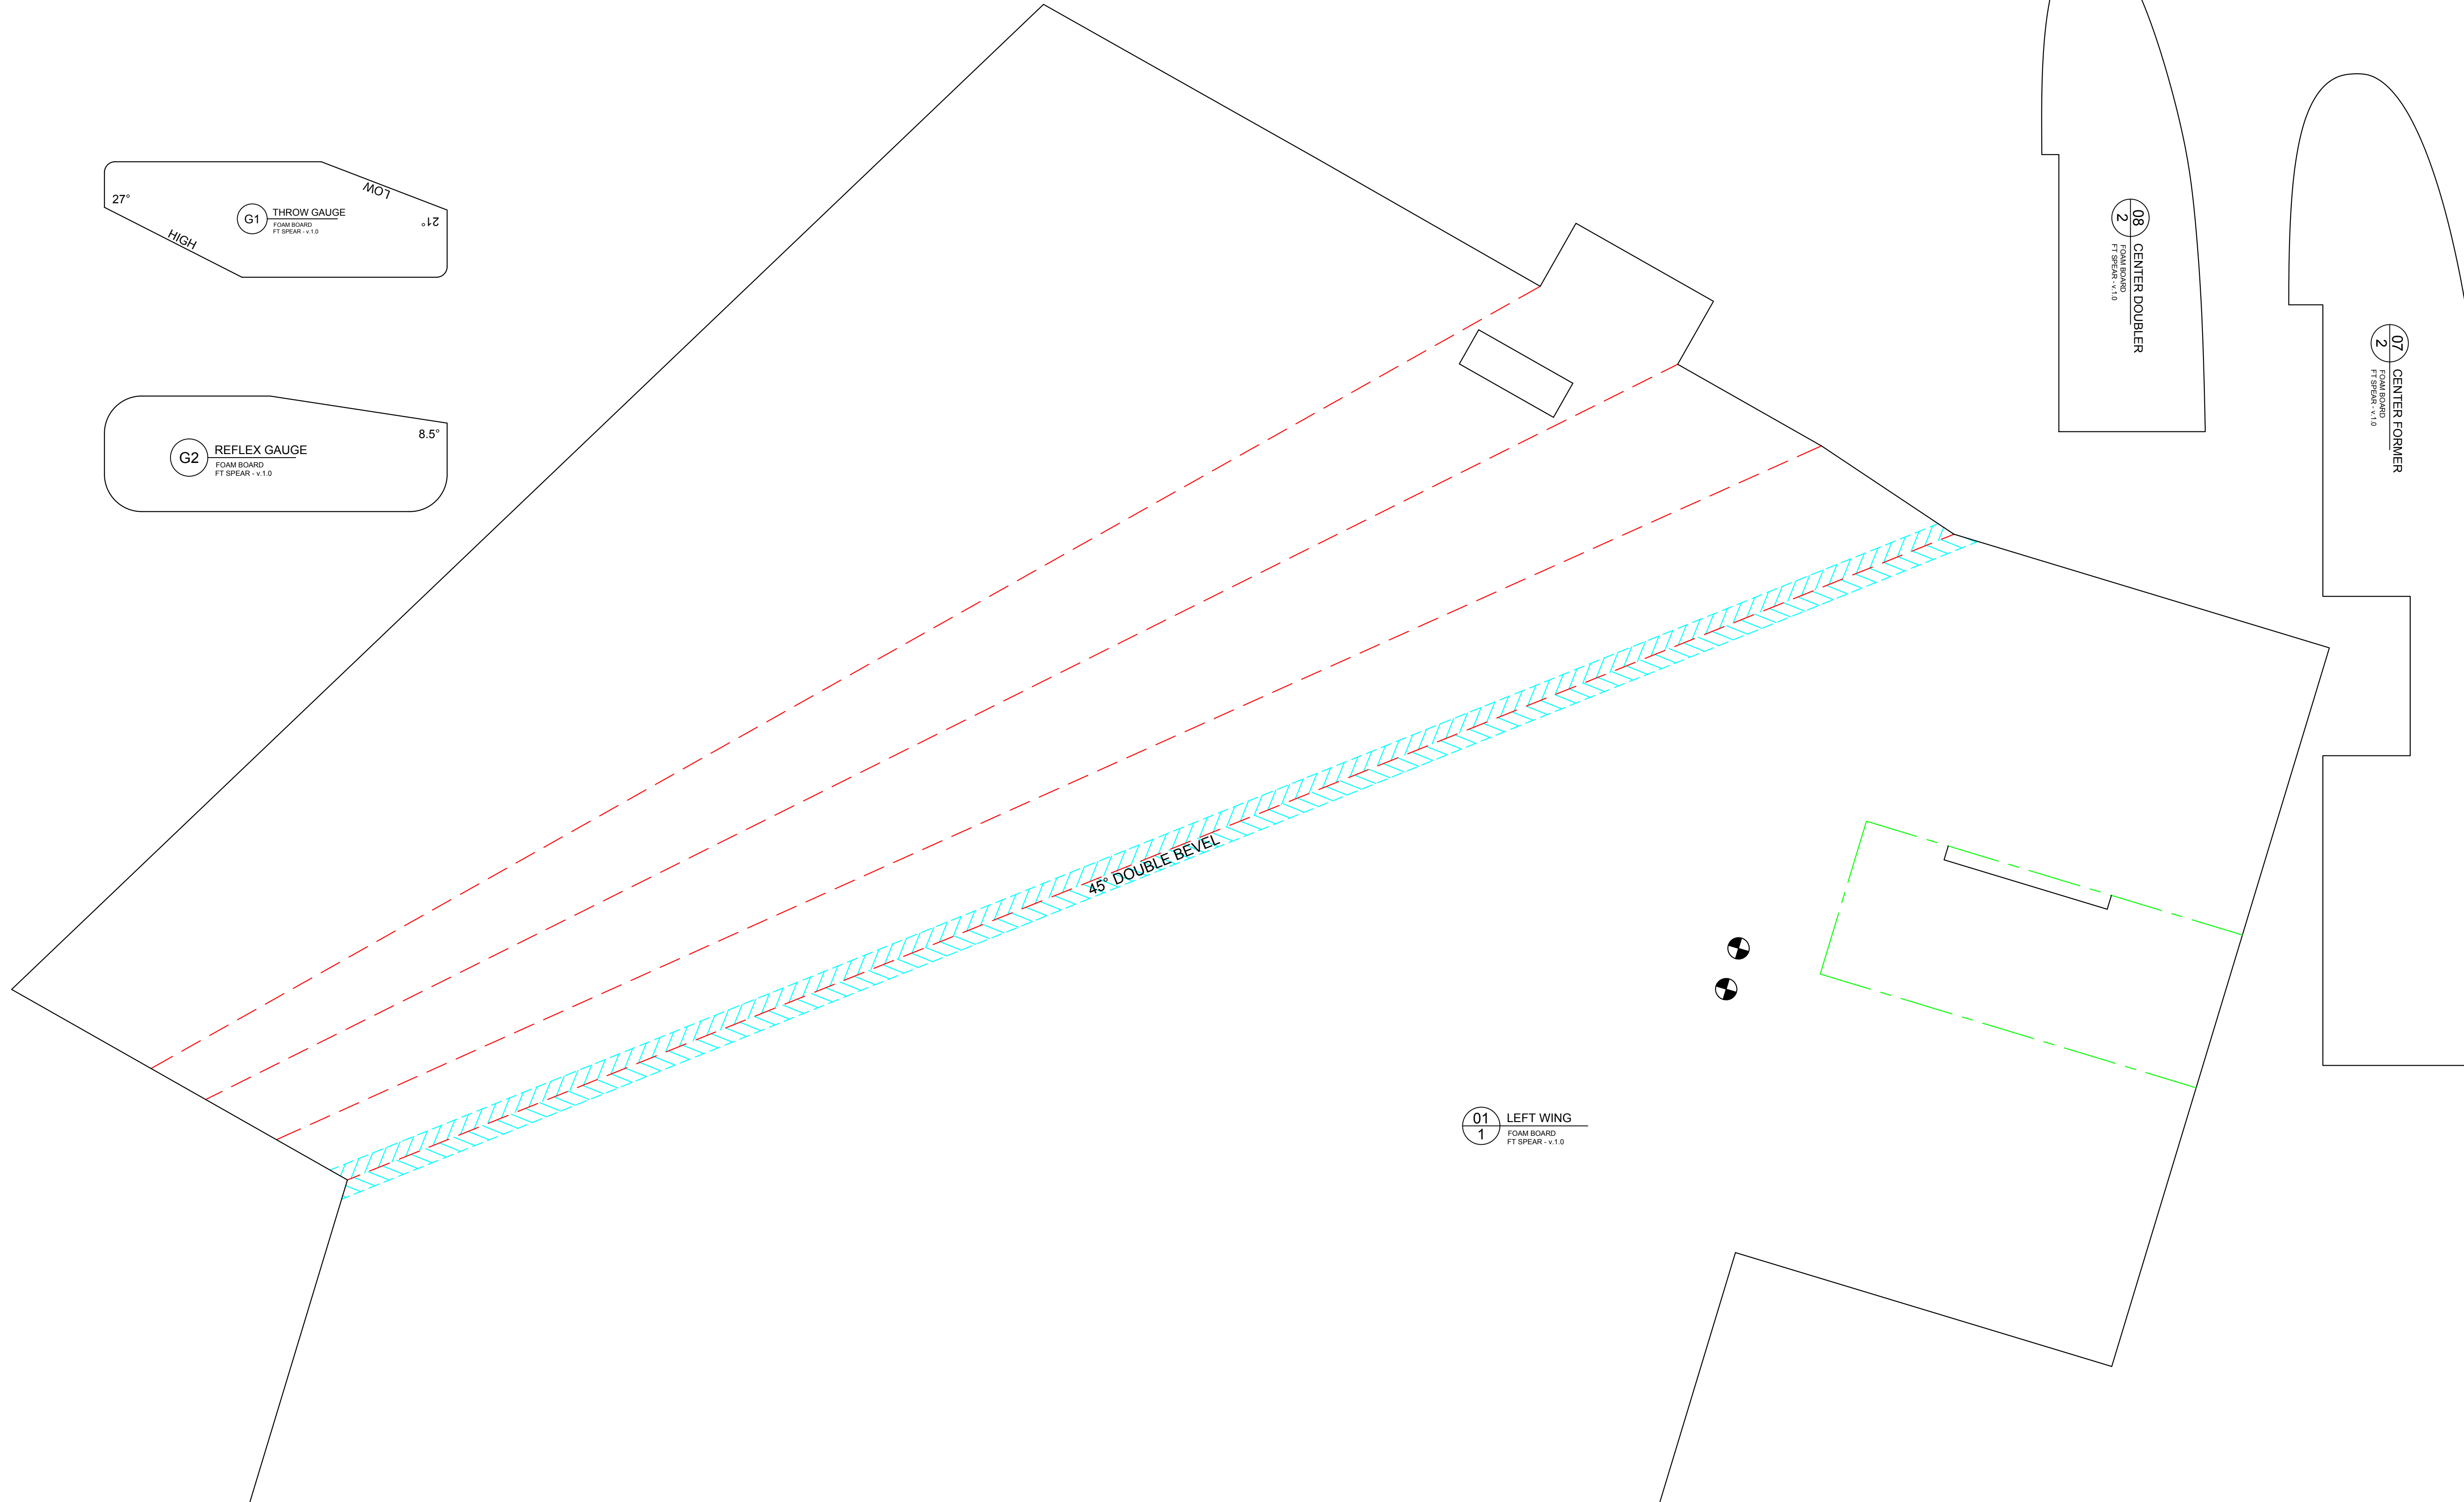 27°
LOW
G1
THROW GAUGE
FOAM BOARD
FT SPEAR - v.1.0
21°
HIGH
8.5°
G2
REFLEX GAUGE
FOAM BOARD
FT SPEAR - v.1.0
08
2
CENTER DOUBLER
FOAM BOARD
FT SPEAR - v.1.0
07
2
CENTER FORMER
FOAM BOARD
FT SPEAR - v.1.0
45° DOUBLE BEVEL
01
1
LEFT WING
FOAM BOARD
FT SPEAR - v.1.0